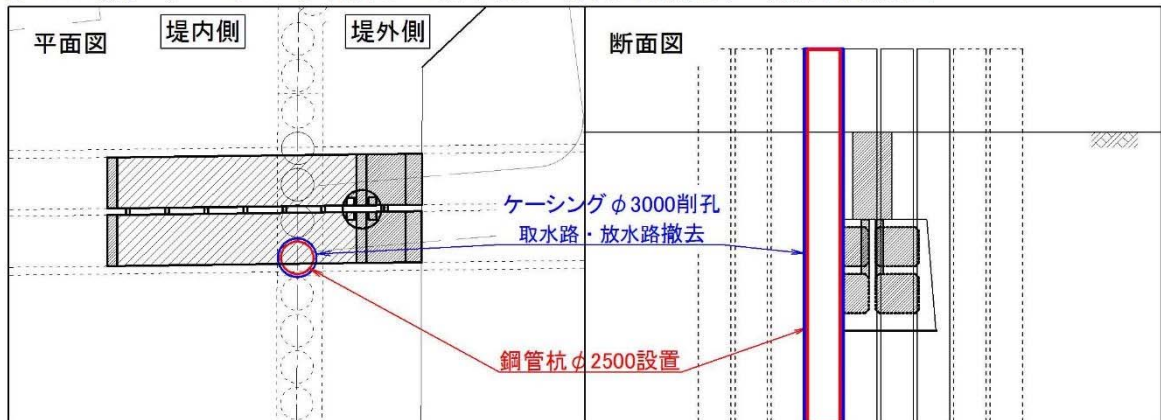 平面図
堤内側
堤外側
断面図
ケーシングφ3000削孔
取水路・放水路撤去
鋼管杭φ2500設置